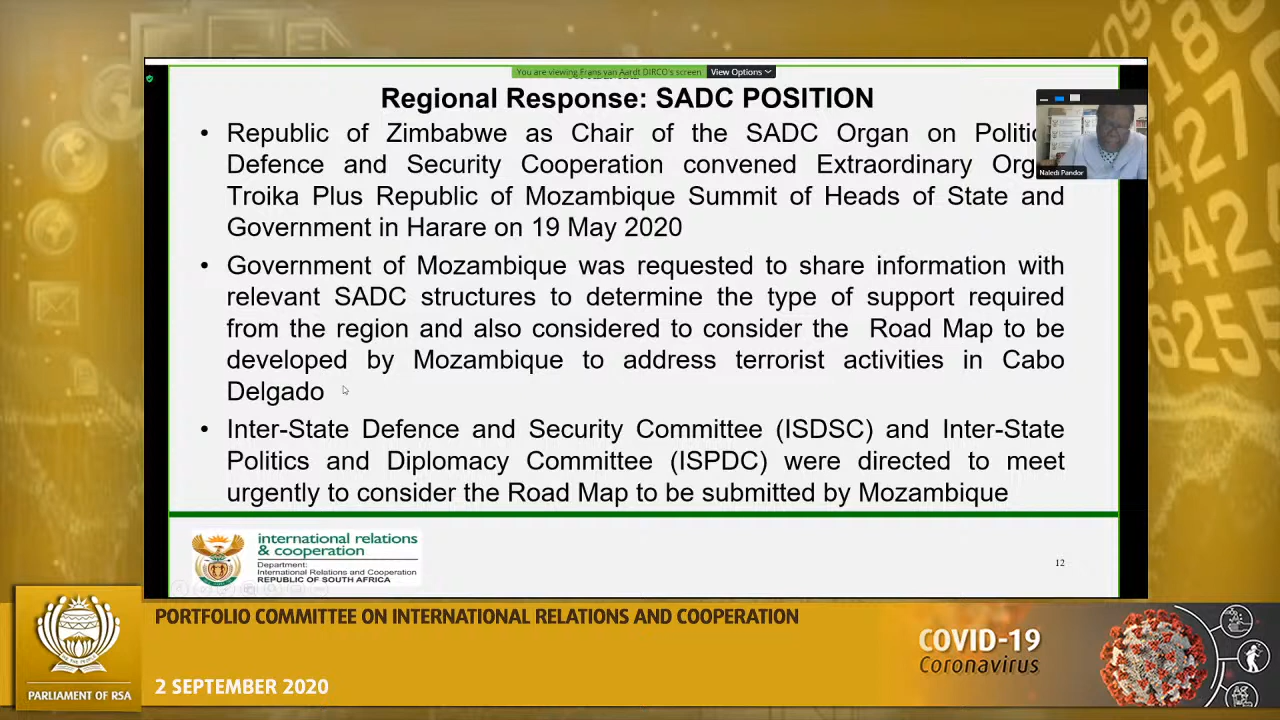 You are viewing Frans van Aardt DIRCO's screen
View Options
Regional Response: SADC POSITION
• Republic of Zimbabwe as Chair of the SADC Organ on
Defence and Security Cooperation convened Extraordinary
Troika Plus Republic of Mozambique Summit of Heads of State and
Government in Harare on 19 May 2020
• Government of Mozambique was requested to share information with
relevant SADC structures to determine the type of support required
from the region and also considered to consider the Road Map to be
developed by Mozambique to address terrorist activities in Cabo
Delgado
• Inter-State Defence and Security Committee (ISDSC) and Inter-State
Politics and Diplomacy Committee (ISPDC) were directed to meet
urgently to consider the Road Map to be submitted by Mozambique
Naledi Pandor
international relations
& cooperation
Department:
International Relations and Cooperation
REPUBLIC OF SOUTH AFRICA
12
PARLIAMENT OF RSA
PORTFOLIO COMMITTEE ON INTERNATIONAL RELATIONS AND COOPERATION
2 SEPTEMBER 2020
COVID-19
Coronavirus